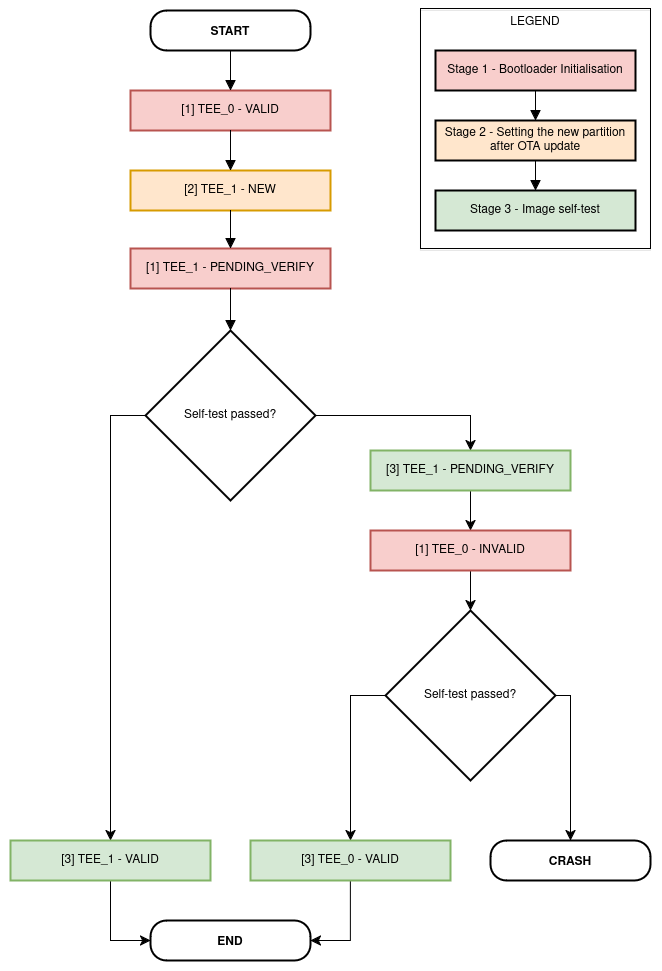 START
[1] TEE_0 - VALID
[2] TEE_1 - NEW
[1] TEE_1 - PENDING_VERIFY
Self-test passed?
[3] TEE_1 - PENDING_VERIFY
[1] TEE_0 - INVALID
Self-test passed?
[3] TEE_1 - VALID
[3] TEE_0 - VALID
CRASH
END
LEGEND
Stage 1 - Bootloader Initialisation
Stage 2 - Setting the new partition
after OTA update
Stage 3 - Image self-test